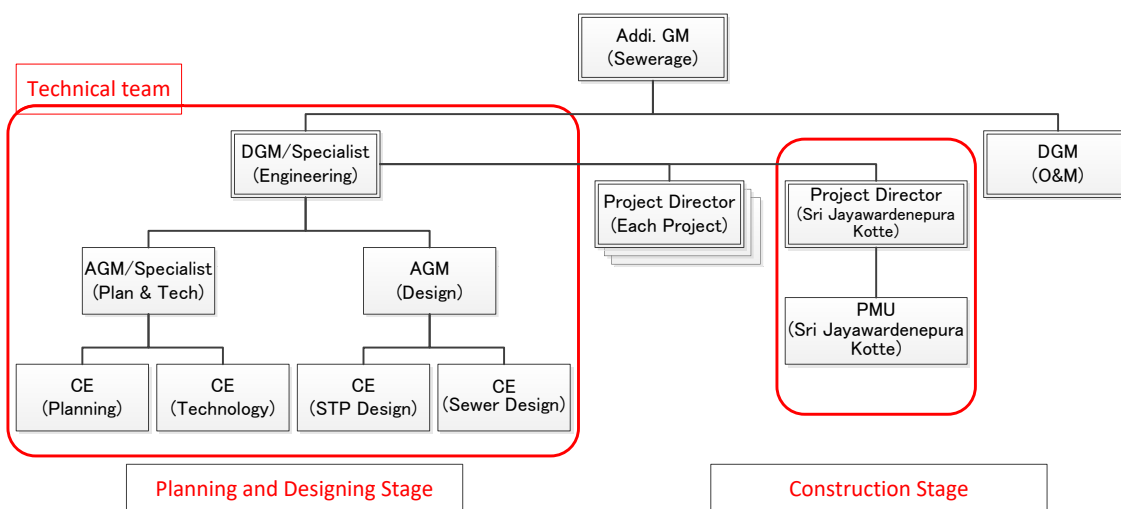 Addi. GM
(Sewerage)
Technical team
DGM/Specialist
(Engineering)
DGM
(O&M)
Project Director
(Each Project)
Project Director
(Sri Jayawardenepura
Kotte)
AGM/Specialist
(Plan & Tech)
AGM
(Design)
PMU
(Sri Jayawardenepura
Kotte)
CE
(Planning)
CE
(Technology)
CE
(STP Design)
CE
(Sewer Design)
Planning and Designing Stage
Construction Stage